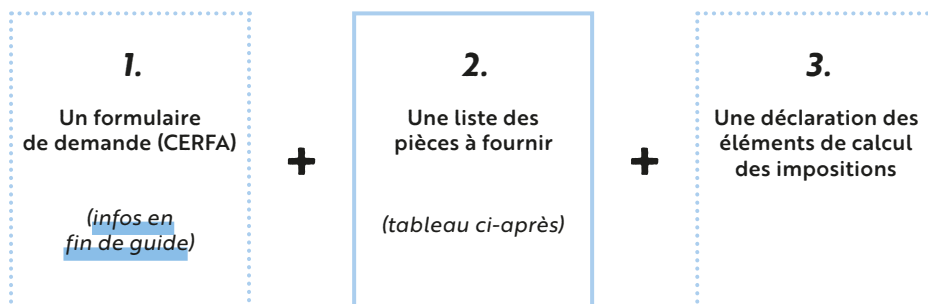 1.
Un formulaire
de demande (CERFA)
(infos en
fin de guide)
+
2.
Une liste des
pièces à fournir
(tableau ci-après)
+
3.
Une déclaration des
éléments de calcul
des impositions